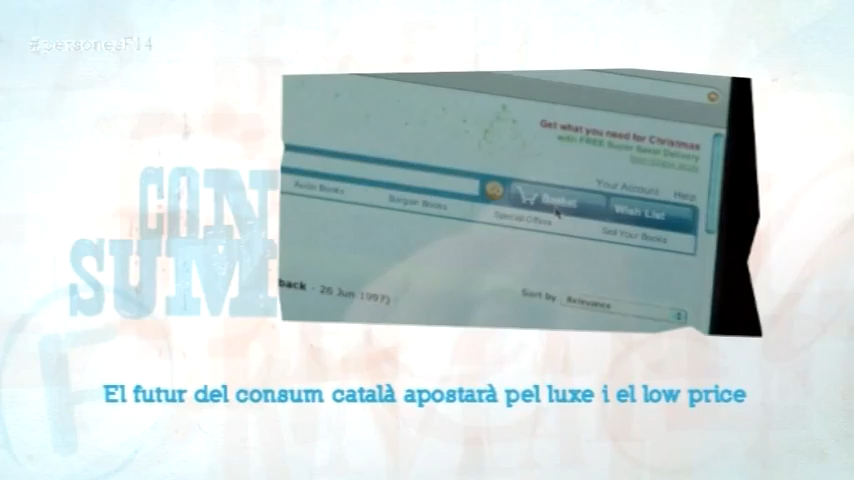 #personesF14
Get what you need for Christmas
with FREE Super Saver Delivery
Your Account Help
Basket
Wish List
Audio Books
Bargain Books
Special Offers
Sell Your Books
back - 26 Jun 1997)
Sort by Relevance
CON
SUM
F
El futur del consum català apostarà pel luxe i el low price